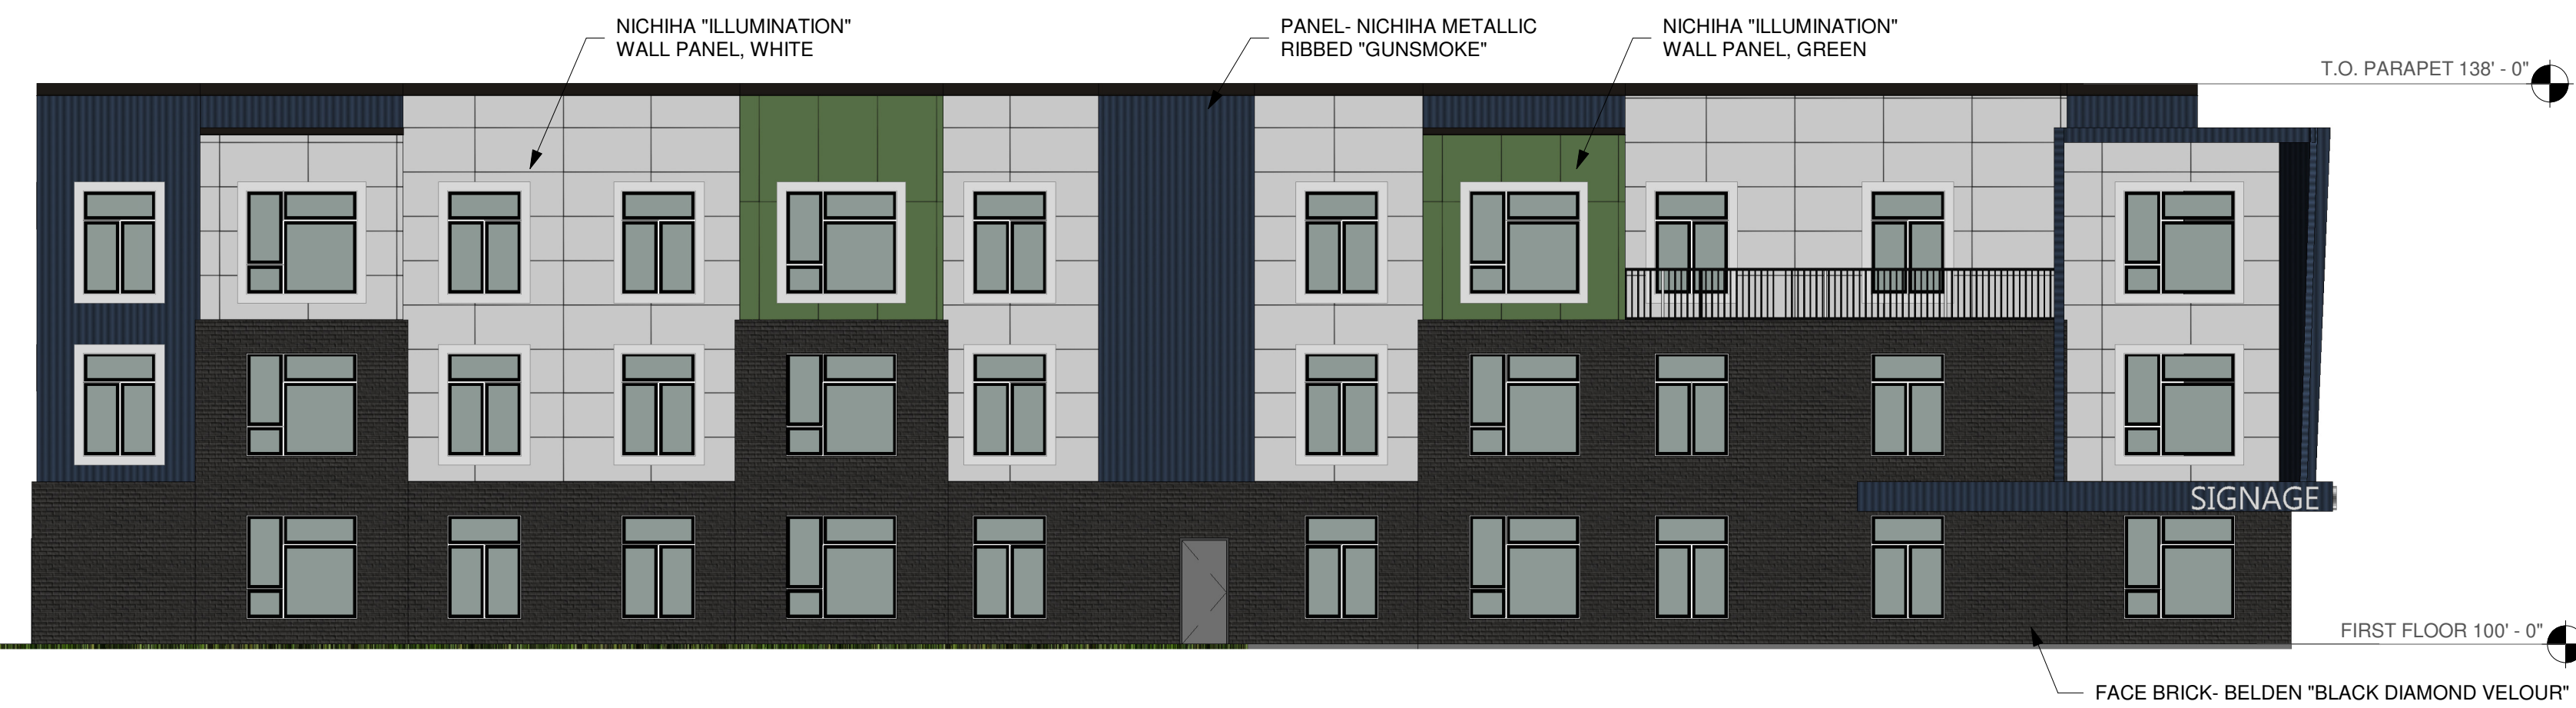 NICHIHA "ILLUMINATION"
WALL PANEL, WHITE
PANEL- NICHIHA METALLIC
RIBBED "GUNSMOKE"
NICHIHA "ILLUMINATION"
WALL PANEL, GREEN
T.O. PARAPET 138' - 0"
SIGNAGE
FIRST FLOOR 100' - 0"
FACE BRICK- BELDEN "BLACK DIAMOND VELOUR"